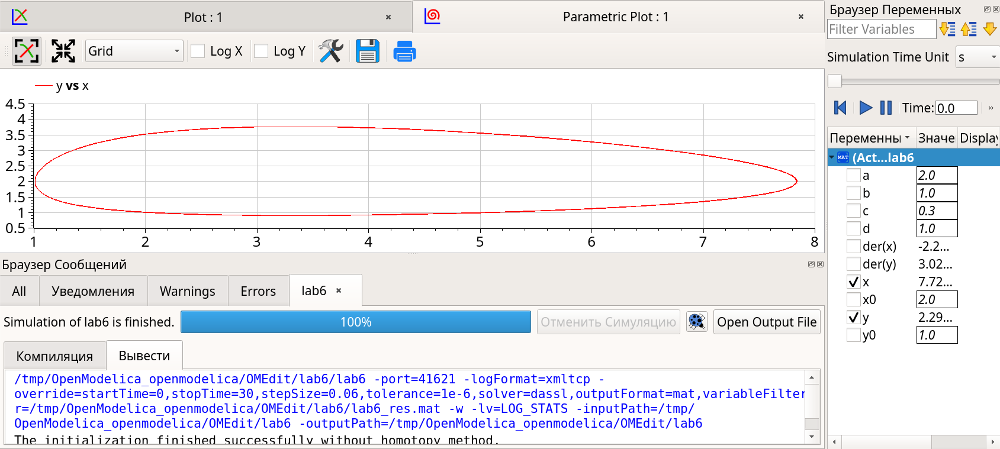 Plot : 1
Parametric Plot : 1
Grid
Log X
Log Y
y vs x
4.5
4
3.5
3
2.5
2
1.5
1
0.5
1 2 3 4 5 6 7 8
Браузер Сообщений
All Уведомления Warnings Errors lab6
Simulation of lab6 is finished. 100% Отменить Симуляцию Open Output File
Компиляция Вывести
/tmp/OpenModelica_openmodelica/OMEdit/lab6/lab6 -port=41621 -logFormat=xmltcp -
override=startTime=0,stopTime=30,stepSize=0.06,tolerance=1e-6,solver=dassl,outputFormat=mat,variableFilter
r=/tmp/OpenModelica_openmodelica/OMEdit/lab6/lab6_res.mat -w -lv=LOG_STATS -inputPath=/tmp/
OpenModelica_openmodelica/OMEdit/lab6 -outputPath=/tmp/OpenModelica_openmodelica/OMEdit/lab6
The initialization finished successfully without homotopy method.
Браузер Переменных
Filter Variables
Simulation Time Unit s
Time: 0.0 »
Переменны Значе Display
MAT (Act...lab6
a 2.0
b 1.0
c 0.3
d 1.0
der(x) -2.2...
der(y) 3.02...
x 7.72...
x0 2.0
y 2.29...
y0 1.0